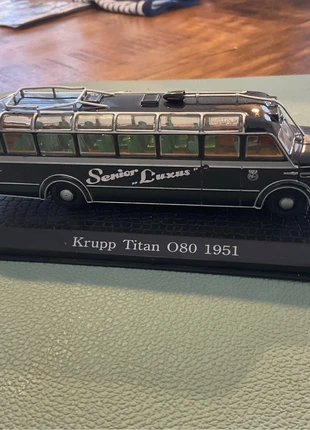 Senior
"Luxus"
Krupp Titan O80 1951